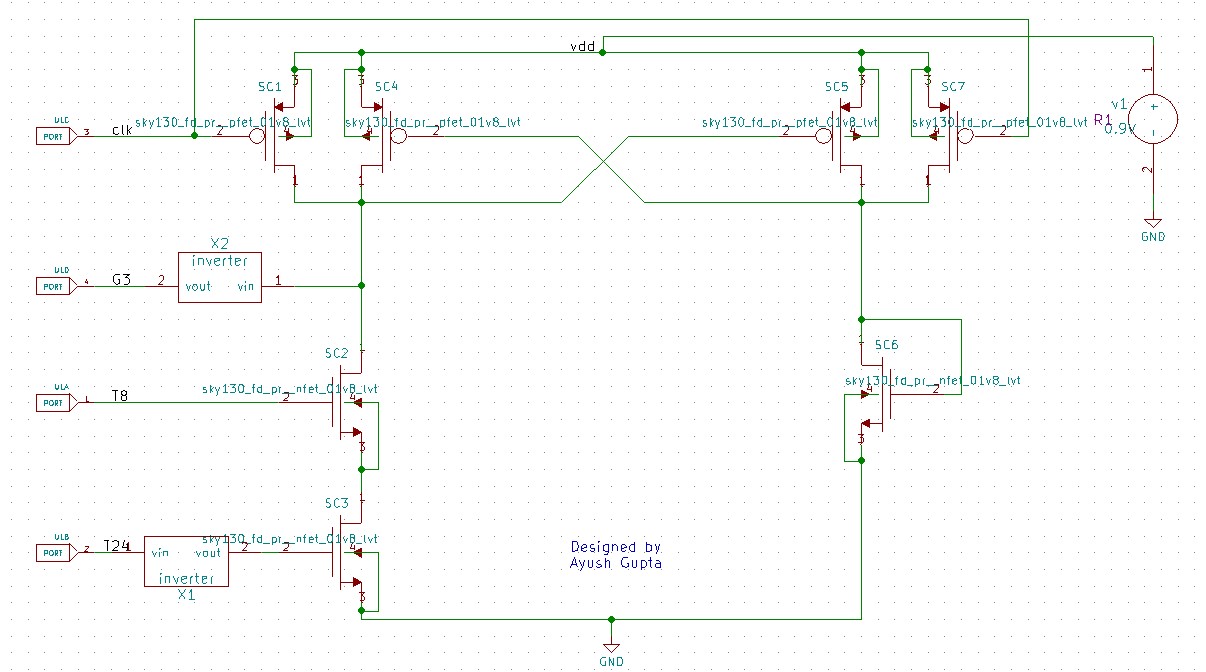 vdd
SC1
3
3
SC4
SC5
3
3
SC7
1
v1
+
R1
0.9v
-
2
GND
U1C
PORT
3
clk
2
sky130_fd_pr__pfet_01v8_lvt
4
sky130_fd_pr__pfet_01v8_lvt
4
2
sky130_fd_pr__pfet_01v8_lvt
2
4
sky130_fd_pr__pfet_01v8_lvt
4
2
1
1
1
1
X2
inverter
U1D
PORT
4
G3
2
vout
vin
1
1
SC2
sky130_fd_pr__nfet_01v8_lvt
U1A
PORT
1
T8
2
4
3
1
SC6
sky130_fd_pr__nfet_01v8_lvt
4
2
3
1
SC3
sky130_fd_pr__nfet_01v8_lvt
U1B
PORT
2
T24
1
vin
vout
2
2
4
inverter
X1
3
Designed by
Ayush Gupta
GND